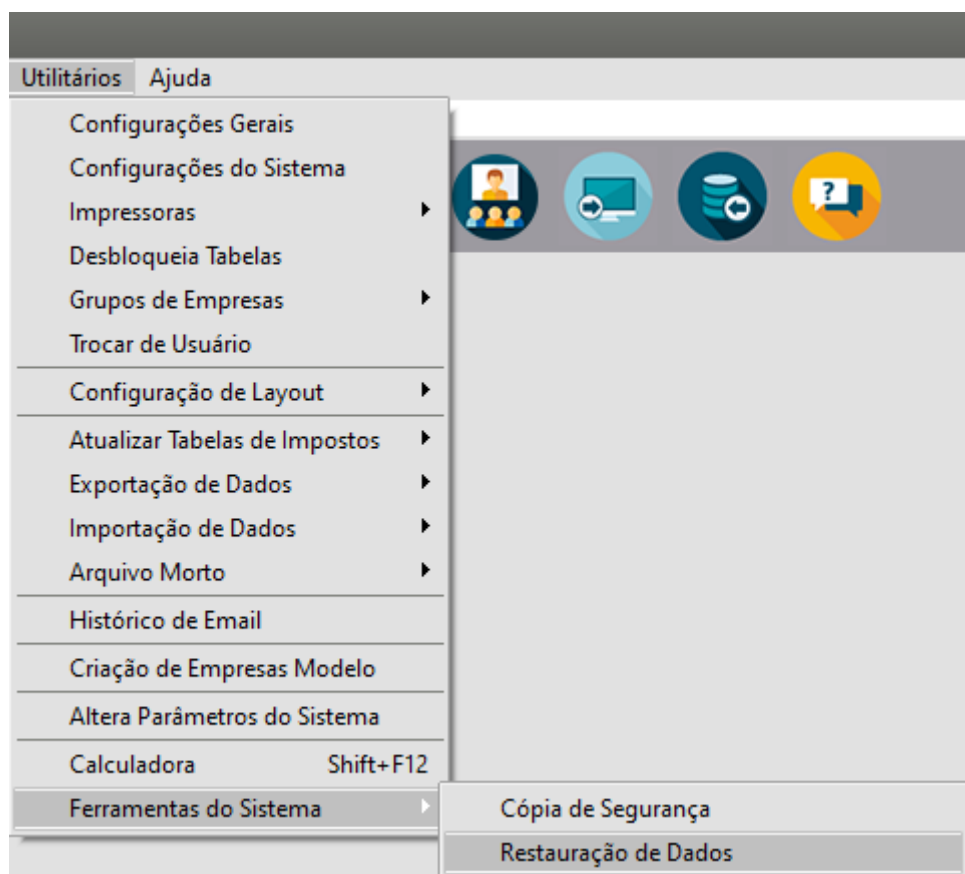 Utilitários Ajuda
Configurações Gerais
Configurações do Sistema
Impressoras
Desbloqueia Tabelas
Grupos de Empresas
Trocar de Usuário
Configuração de Layout
Atualizar Tabelas de Impostos
Exportação de Dados
Importação de Dados
Arquivo Morto
Histórico de Email
Criação de Empresas Modelo
Altera Parâmetros do Sistema
Calculadora Shift+F12
Ferramentas do Sistema
Cópia de Segurança
Restauração de Dados
?